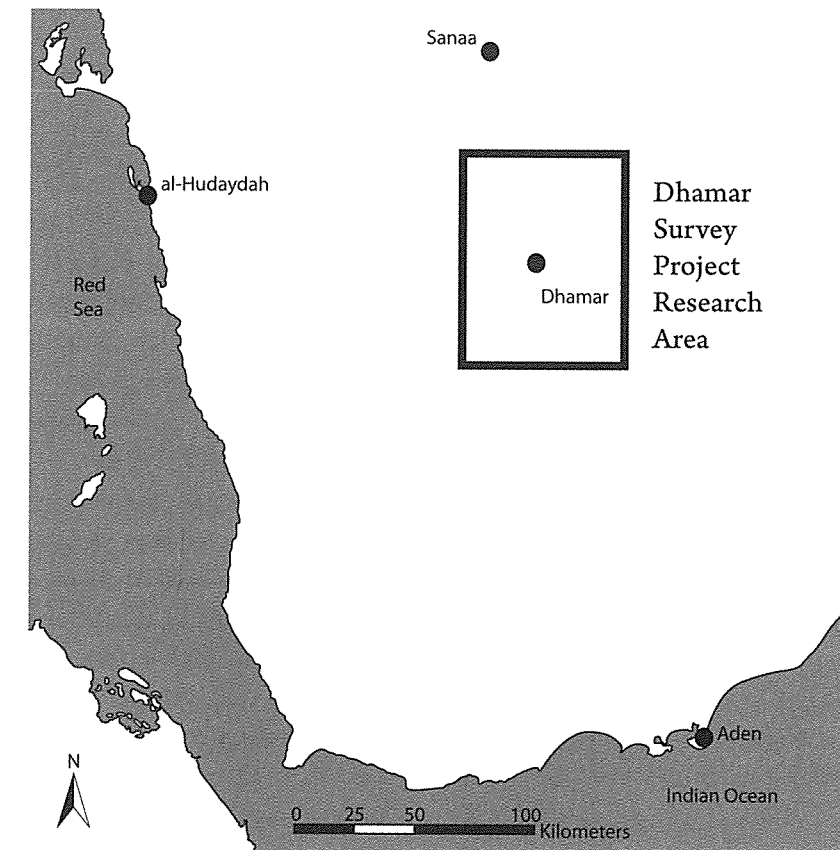 Sanaa
al-Hudaydah
Dhamar
Survey
Project
Research
Area
Dhamar
Red
Sea
Aden
Indian Ocean
N
0 25 50 100
Kilometers